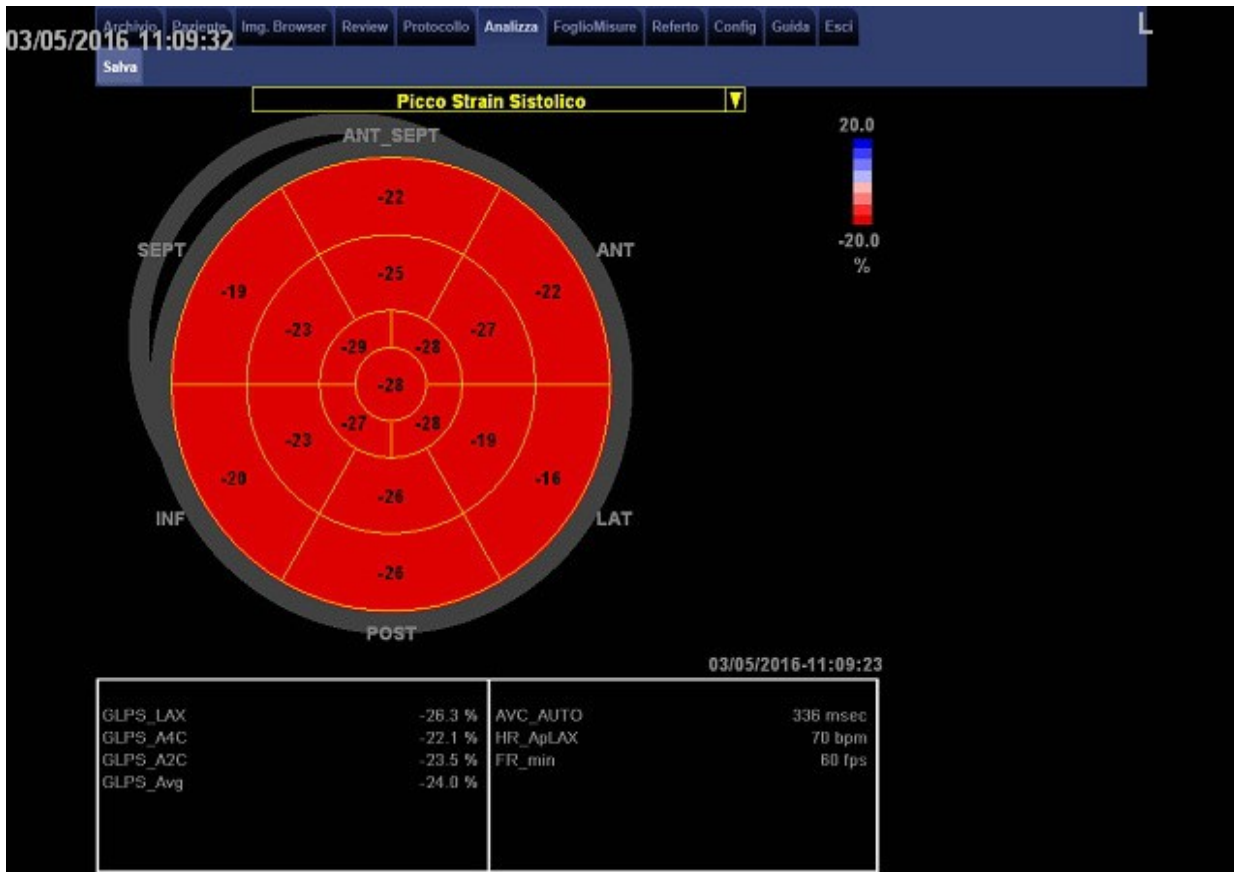 Archivio Paziente Img. Browser Review Protocollo Analizza FoglioMisure Referto Config Guida Esci
03/05/2016 11:09:32
L
Salva
Picco Strain Sistolico
20.0
-20.0
%
ANT_SEPT
-22
SEPT
ANT
-25
-19
-22
-23
-27
-29
-28
-28
-27
-28
-23
-19
-20
-16
-26
INF
LAT
-26
POST
03/05/2016-11:09:23
GLPS_LAX -26.3 %
GLPS_A4C -22.1 %
GLPS_A2C -23.5 %
GLPS_Avg -24.0 %
AVC_AUTO 336 msec
HR_ApLAX 70 bpm
FR_min 60 fps